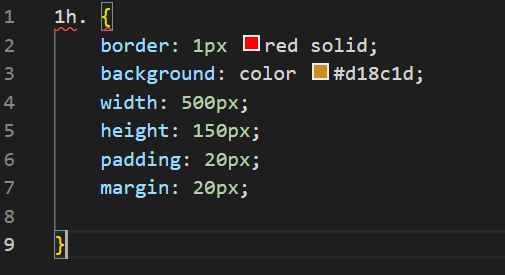 1 1h. {
2 border: 1px red solid;
3 background: color #d18c1d;
4 width: 500px;
5 height: 150px;
6 padding: 20px;
7 margin: 20px;
8
9 }